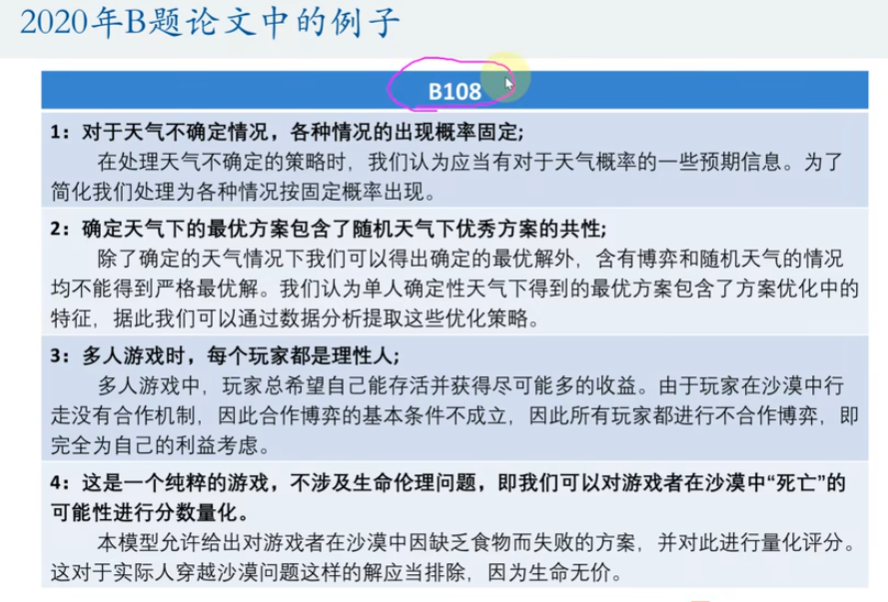 2020年B题论文中的例子
B108
1：对于天气不确定情况，各种情况的出现概率固定;
在处理天气不确定的策略时，我们认为应当有对于天气概率的一些预期信息。为了
简化我们处理为各种情况按固定概率出现。
2：确定天气下的最优方案包含了随机天气下优秀方案的共性;
除了确定的天气情况下我们可以得出确定的最优解外，含有博弈和随机天气的情况
均不能得到严格最优解。我们认为单人确定性天气下得到的最优方案包含了方案优化中的
特征，据此我们可以通过数据分析提取这些优化策略。
3：多人游戏时，每个玩家都是理性人;
多人游戏中，玩家总希望自己能存活并获得尽可能多的收益。由于玩家在沙漠中行
走没有合作机制，因此合作博弈的基本条件不成立，因此所有玩家都进行不合作博弈，即
完全为自己的利益考虑。
4：这是一个纯粹的游戏，不涉及生命伦理问题，即我们可以对游戏者在沙漠中“死亡”的
可能性进行分数量化。
本模型允许给出对游戏者在沙漠中因缺乏食物而失败的方案，并对此进行量化评分。
这对于实际人穿越沙漠问题这样的解应当排除，因为生命无价。